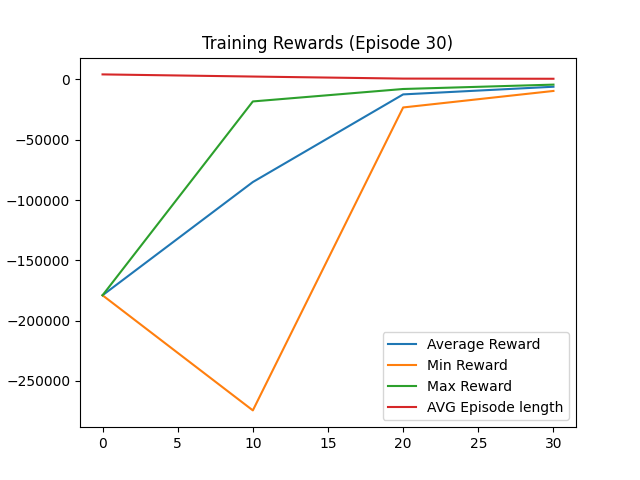 Training Rewards (Episode 30)
0
−50000
−100000
−150000
−200000
−250000
0 5 10 15 20 25 30
Average Reward
Min Reward
Max Reward
AVG Episode length